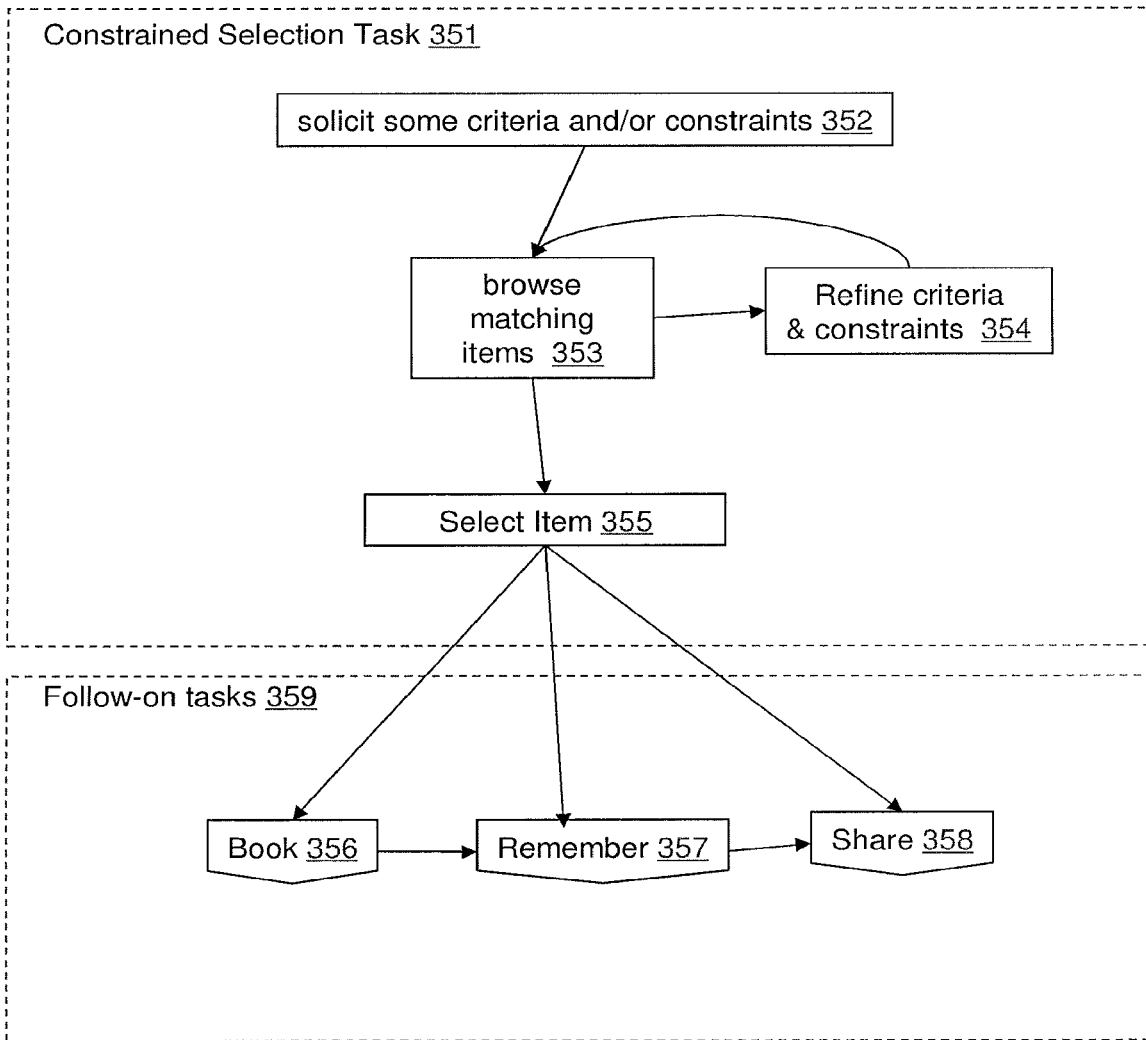 Constrained Selection Task 351
solicit some criteria and/or constraints 352
browse
matching
items 353
Refine criteria
& constraints 354
Select Item 355
Follow-on tasks 359
Book 356
Remember 357
Share 358